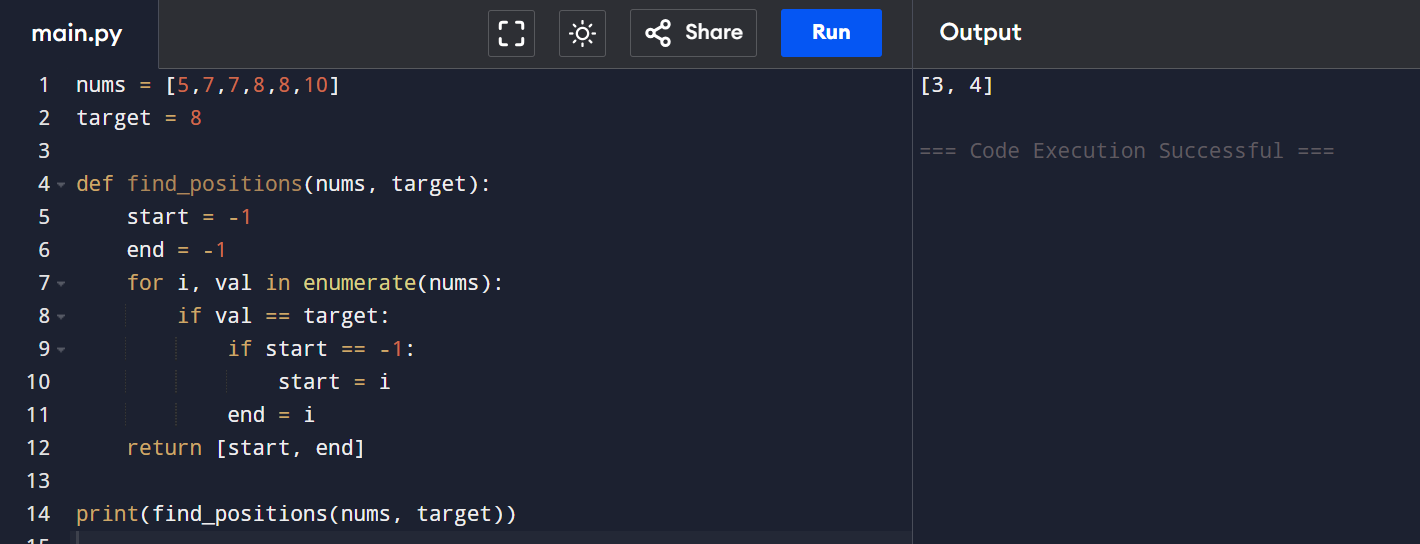 main.py
Share
Run
Output
1 nums = [5,7,7,8,8,10]
2 target = 8
3
4 def find_positions(nums, target):
5     start = -1
6     end = -1
7     for i, val in enumerate(nums):
8         if val == target:
9             if start == -1:
10                 start = i
11             end = i
12     return [start, end]
13
14 print(find_positions(nums, target))
15
[3, 4]
=== Code Execution Successful ===